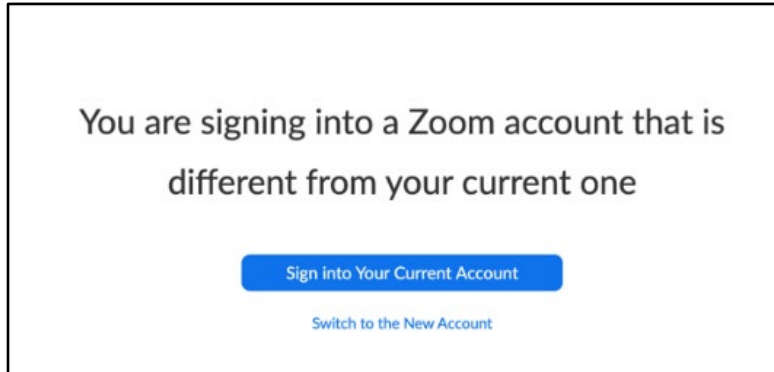 You are signing into a Zoom account that is
different from your current one
Sign into Your Current Account
Switch to the New Account